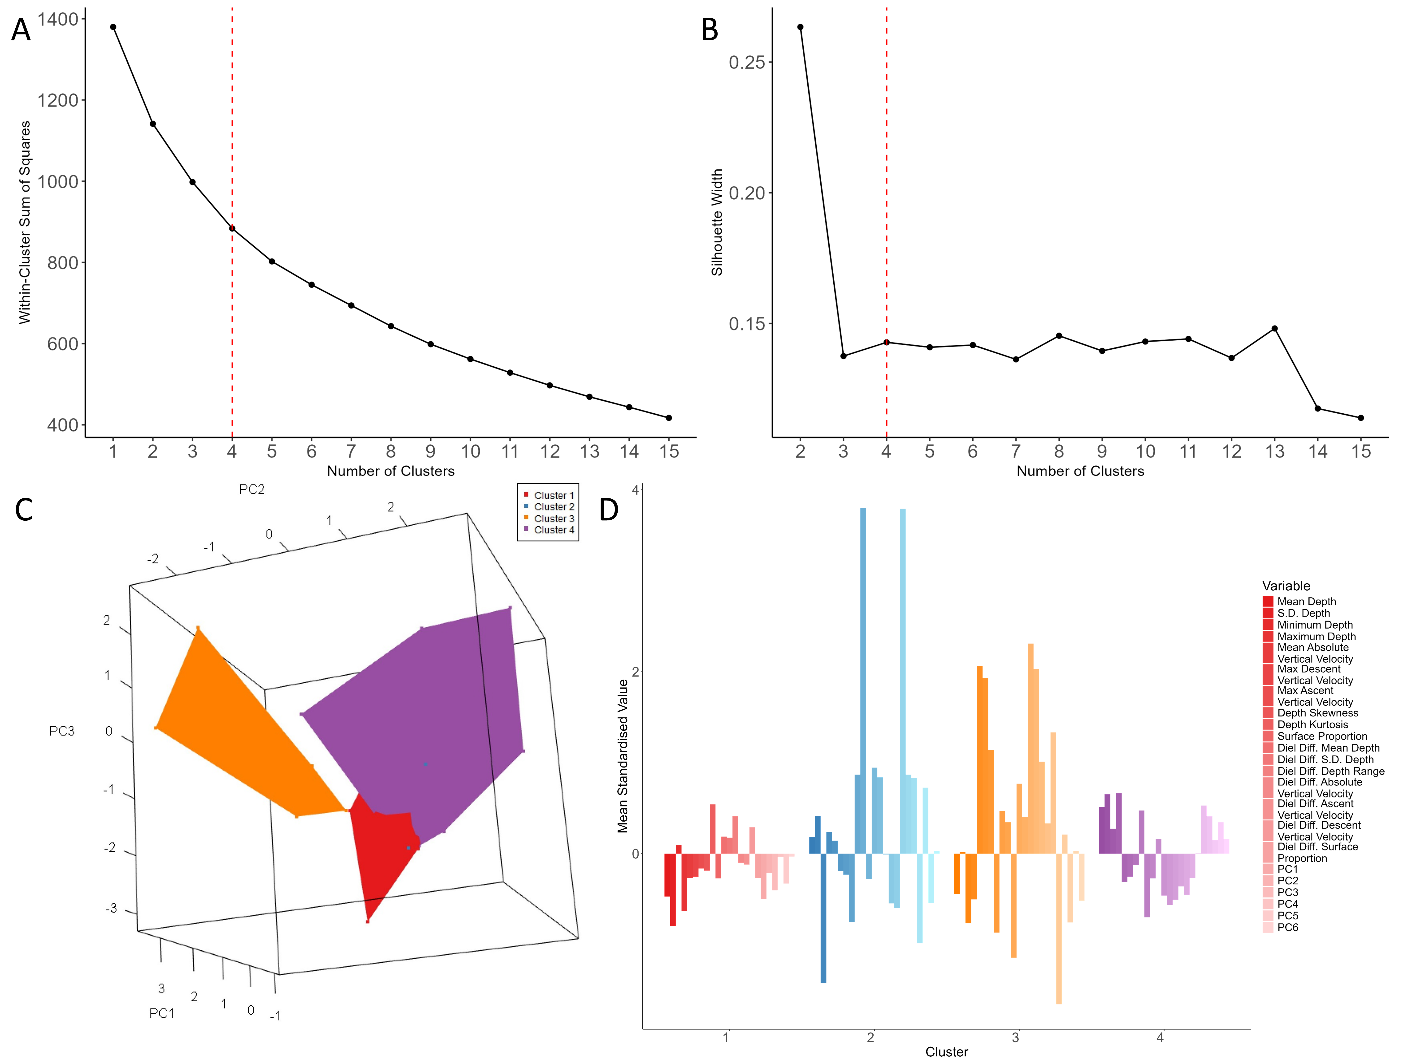 A
1400
1200
1000
800
600
400
Within-Cluster Sum of Squares
1 2 3 4 5 6 7 8 9 10 11 12 13 14 15
Number of Clusters
B
0.25
0.20
0.15
Silhouette Width
2 3 4 5 6 7 8 9 10 11 12 13 14 15
Number of Clusters
C
PC2
-2 -1 0 1 2
Cluster 1
Cluster 2
Cluster 3
Cluster 4
2
1
0
-1
-2
-3
PC3
3 2 1 0 -1
PC1
D
4
2
0
Mean Standardised Value
1 2 3 4
Cluster
Variable
Mean Depth
S.D. Depth
Minimum Depth
Maximum Depth
Mean Absolute
Vertical Velocity
Max Descent
Vertical Velocity
Max Ascent
Vertical Velocity
Depth Skewness
Depth Kurtosis
Surface Proportion
Diel Diff. Mean Depth
Diel Diff. S.D. Depth
Diel Diff. Depth Range
Diel Diff. Absolute
Vertical Velocity
Diel Diff. Ascent
Vertical Velocity
Diel Diff. Descent
Vertical Velocity
Diel Diff. Surface
Proportion
PC1
PC2
PC3
PC4
PC5
PC6